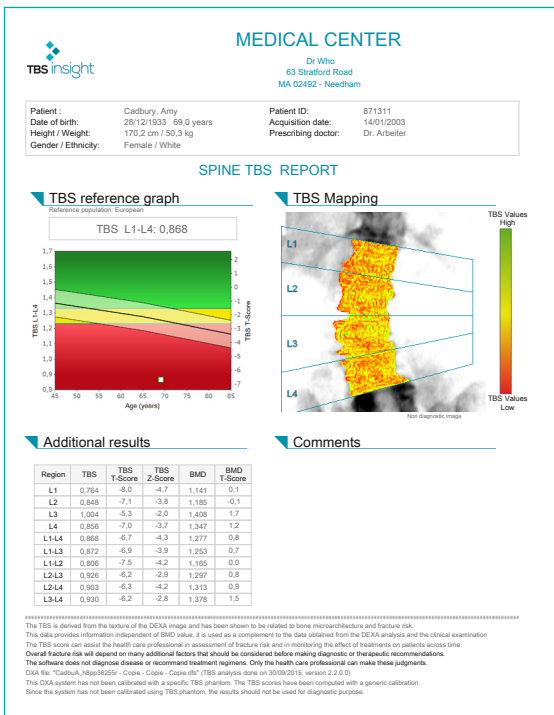 MEDICAL CENTER
TBS insight
Dr Who
63 Stratford Road
MA 02492 - Needham
Patient : Cadbury, Amy Patient ID: 871311
Date of birth: 28/12/1933 69,0 years Acquisition date: 14/01/2003
Height / Weight: 170,2 cm / 50,3 kg Prescribing doctor: Dr. Arbeiter
Gender / Ethnicity: Female / White
SPINE TBS REPORT
TBS reference graph
Reference population: European
TBS L1-L4: 0,868
1,7
1,5
1,4
1,3
1,2
1,1
1,0
0,9
0,8
TBS L1-L4
2
1
0
-1
-2
-3
-4
-5
-6
-7
TBS T-Score
45 50 55 60 65 70 75 80 85
Age (years)
TBS Mapping
L1
L2
L3
L4
TBS Values
High
TBS Values
Low
Non diagnostic image
Additional results
Region TBS TBS T-Score TBS Z-Score BMD BMD T-Score
L1 0,764 -8,0 -4,7 1,141 0,1
L2 0,848 -7,1 -3,8 1,185 -0,1
L3 1,004 -5,3 -2,0 1,408 1,7
L4 0,856 -7,0 -3,7 1,347 1,2
L1-L4 0,868 -6,7 -4,3 1,277 0,8
L1-L3 0,872 -6,9 -3,9 1,253 0,7
L1-L2 0,806 -7,5 -4,2 1,165 0,0
L2-L3 0,926 -6,2 -2,9 1,297 0,8
L2-L4 0,903 -6,3 -4,2 1,313 0,9
L3-L4 0,930 -6,2 -2,8 1,378 1,5
Comments
The TBS is derived from the texture of the DEXA image and has been shown to be related to bone microarchitecture and fracture risk.
This data provides information independent of BMD value; it is used as a complement to the data obtained from the DEXA analysis and the clinical examination
The TBS score can assist the health care professional in assessment of fracture risk and in monitoring the effect of treatments on patients across time.
Overall fracture risk will depend on many additional factors that should be considered before making diagnostic or therapeutic recommendations.
The software does not diagnose disease or recommand treatment regimens. Only the health care professional can make these judgments.
DXA file: "CadbuA_h8pp36255r - Copie - Copie - Copie.dfs" (TBS analysis done on 30/09/2015, version 2.2.0.0)
This DXA system has not been calibrated with a specific TBS phantom. The TBS scores have been computed with a generic calibration.
Since the system has not been calibrated using TBS phantom, the results should not be used for diagnostic purpose.